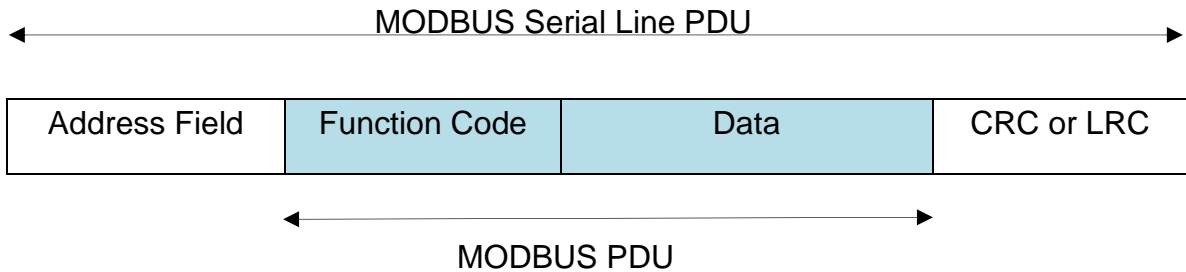 MODBUS Serial Line PDU
Address Field Function Code Data CRC or LRC
MODBUS PDU